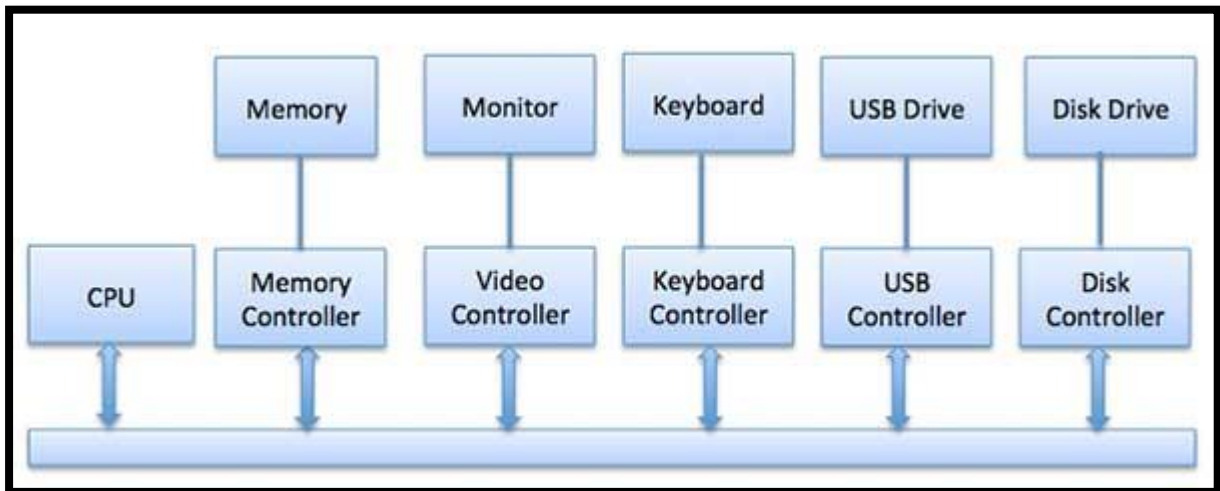 Memory
Monitor
Keyboard
USB Drive
Disk Drive
CPU
Memory
Controller
Video
Controller
Keyboard
Controller
USB
Controller
Disk
Controller